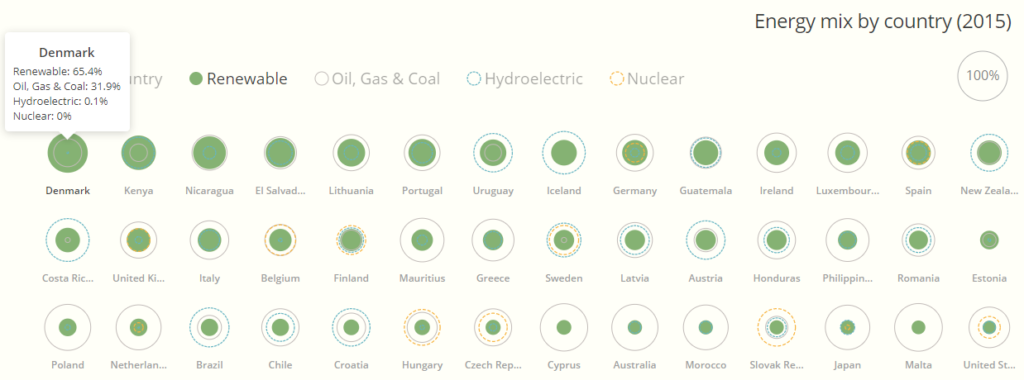 Energy mix by country (2015)
Denmark
Renewable: 65.4%
Oil, Gas & Coal: 31.9%
Hydroelectric: 0.1%
Nuclear: 0%
untry Renewable Oil, Gas & Coal Hydroelectric Nuclear 100%
Denmark Kenya Nicaragua El Salvad... Lithuania Portugal Uruguay Iceland Germany Guatemala Ireland Luxembour... Spain New Zeala...
Costa Ric... United Ki... Italy Belgium Finland Mauritius Greece Sweden Latvia Austria Honduras Philippin... Romania Estonia
Poland Netherlan... Brazil Chile Croatia Hungary Czech Rep... Cyprus Australia Morocco Slovak Re... Japan Malta United St...